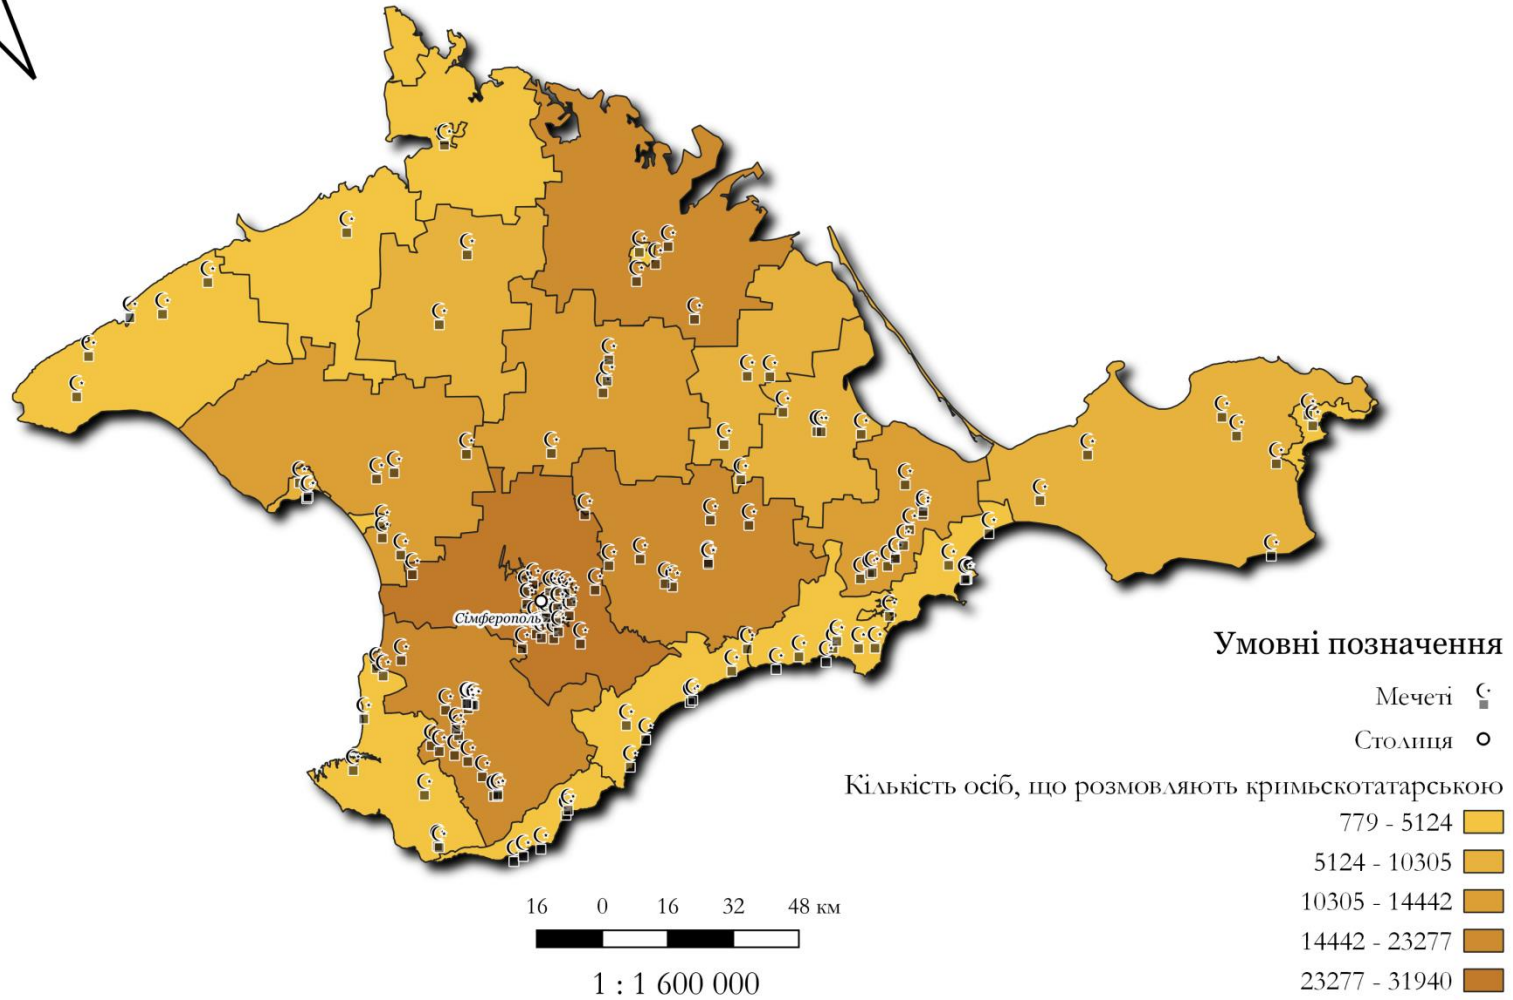 Сімферополь
Умовні позначення
Мечеті
Столиця
Кількість осіб, що розмовляють кримьскотатарською
779 - 5124
5124 - 10305
10305 - 14442
14442 - 23277
23277 - 31940
16 0 16 32 48 км
1 : 1 600 000